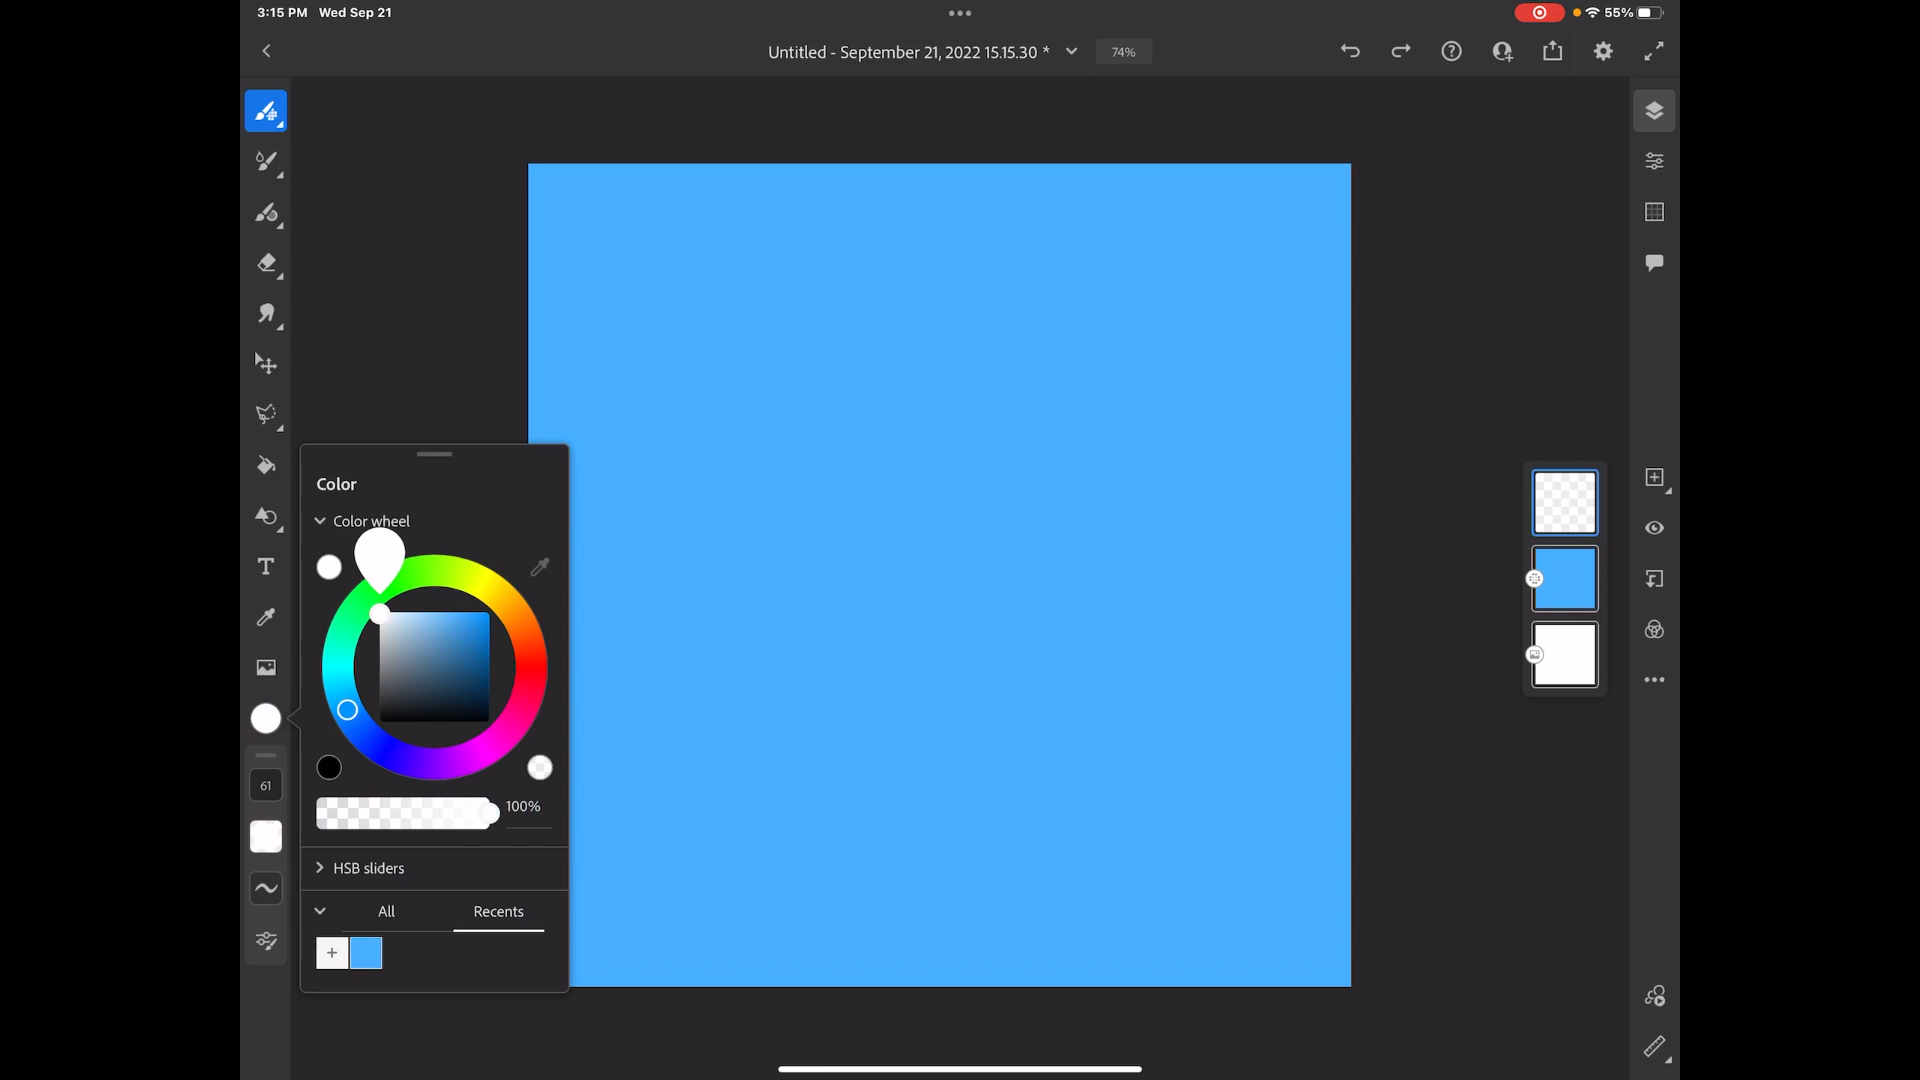 3:15 PM Wed Sep 21
55%
Untitled - September 21, 2022 15.15.30 *
74%
Color
Color wheel
100%
HSB sliders
All
Recents
61